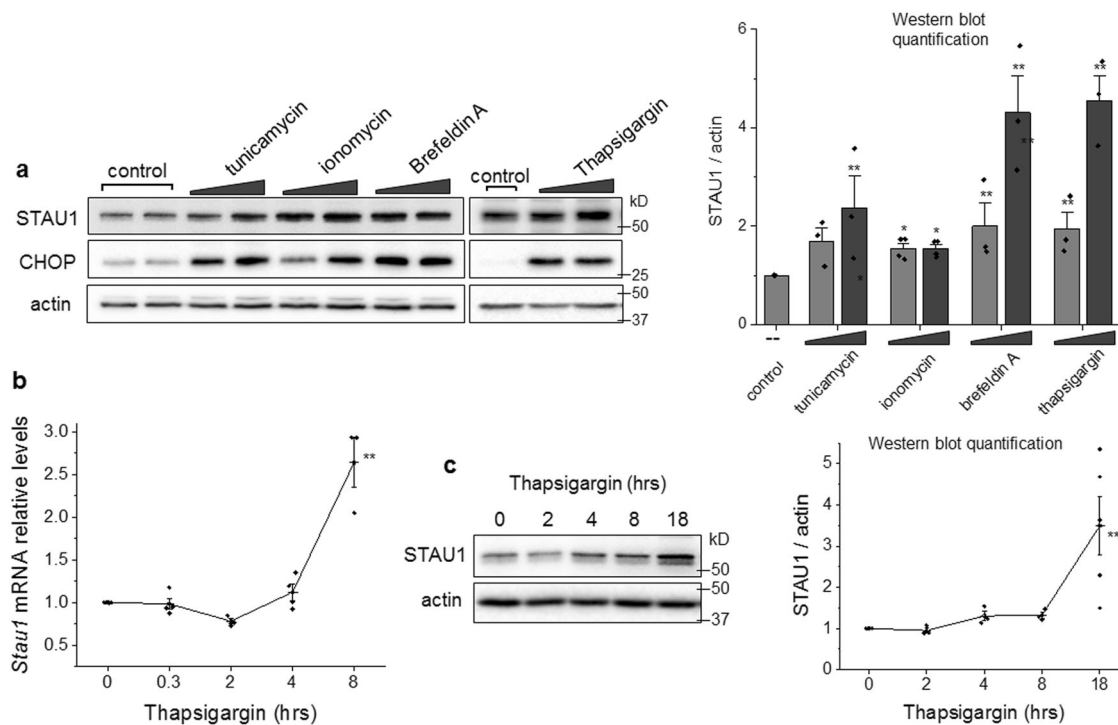 a
control
tunicamycin
ionomycin
Brefeldin A
control
Thapsigargin
STAU1
CHOP
actin
kD
50
25
50
37
Western blot
quantification
STAU1 / actin
6
4
2
0
**
*
*
*
**
**
**
**
**
--
control
tunicamycin
ionomycin
brefeldin A
thapsigargin
b
Stau1 mRNA relative levels
3.0
2.5
2.0
1.5
1.0
0.5
**
0 0.3 2 4 8
Thapsigargin (hrs)
c
Thapsigargin (hrs)
0 2 4 8 18
STAU1
actin
kD
50
50
37
Western blot quantification
STAU1 / actin
5
4
3
2
1
0
**
0 2 4 8 18
Thapsigargin (hrs)